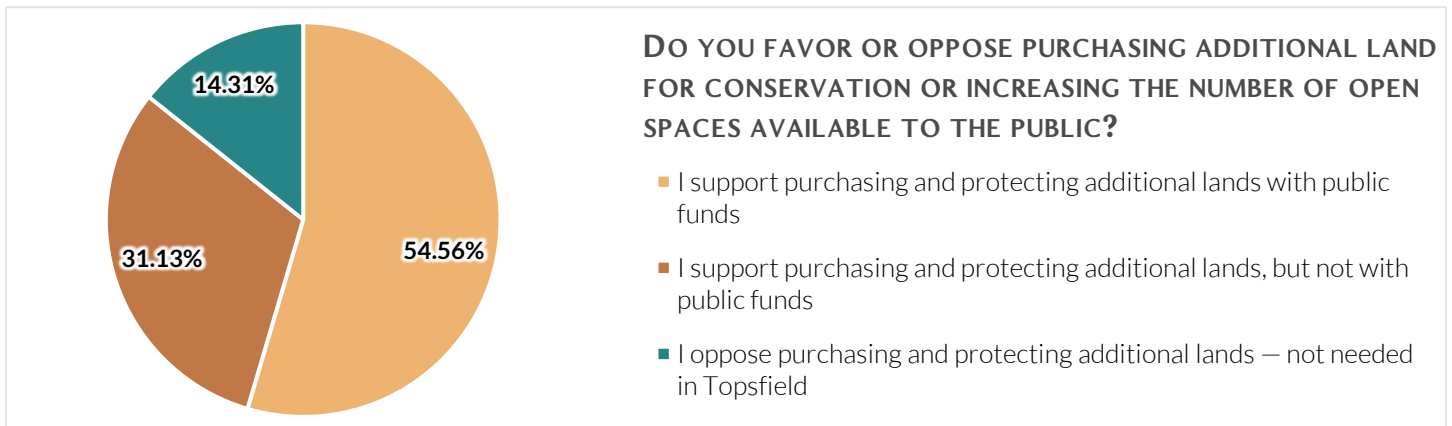 DO YOU FAVOR OR OPPOSE PURCHASING ADDITIONAL LAND
FOR CONSERVATION OR INCREASING THE NUMBER OF OPEN
SPACES AVAILABLE TO THE PUBLIC?
14.31%
31.13%
54.56%
I support purchasing and protecting additional lands with public
funds
I support purchasing and protecting additional lands, but not with
public funds
I oppose purchasing and protecting additional lands — not needed
in Topsfield